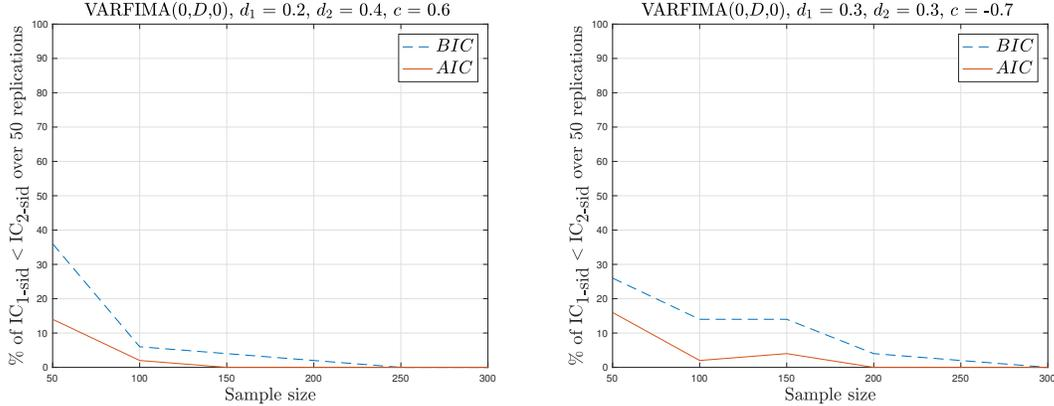 VARFIMA(0,D,0), d1 = 0.2, d2 = 0.4, c = 0.6
% of IC1-sid < IC2-sid over 50 replications
100
90
80
70
60
50
40
30
20
10
0
BIC
AIC
50 100 150 200 250 300
Sample size
VARFIMA(0,D,0), d1 = 0.3, d2 = 0.3, c = -0.7
% of IC1-sid < IC2-sid over 50 replications
100
90
80
70
60
50
40
30
20
10
0
BIC
AIC
50 100 150 200 250 300
Sample size